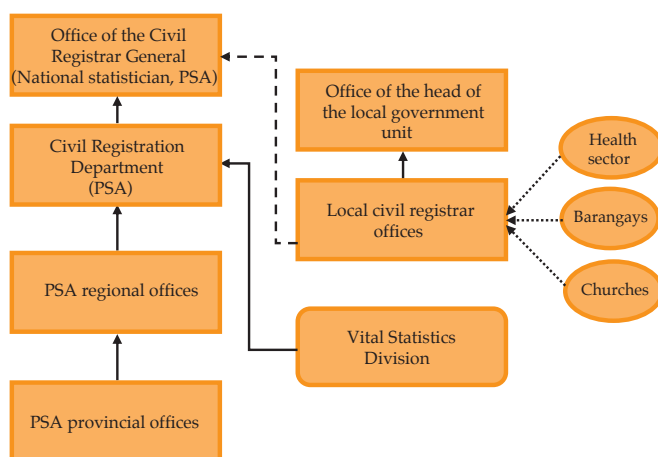 Office of the Civil
Registrar General
(National statistician, PSA)
Civil Registration
Department
(PSA)
PSA regional offices
PSA provincial offices
Office of the head of
the local government
unit
Local civil registrar
offices
Vital Statistics
Division
Health
sector
Barangays
Churches